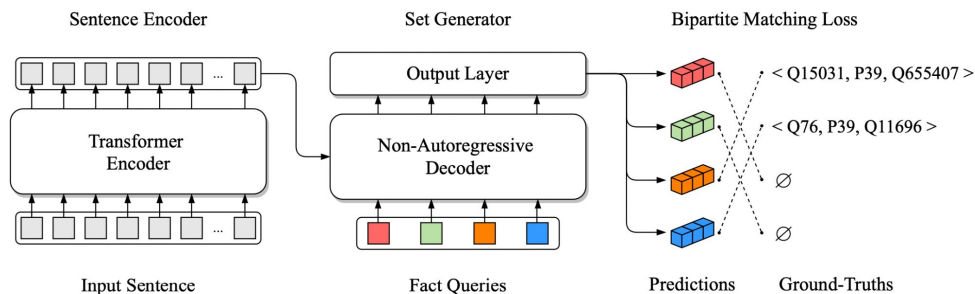 Sentence Encoder
Set Generator
Bipartite Matching Loss
...
Transformer
Encoder
...
Input Sentence
Output Layer
Non-Autoregressive
Decoder
Fact Queries
< Q15031, P39, Q655407 >
< Q76, P39, Q11696 >
∅
∅
Predictions
Ground-Truths